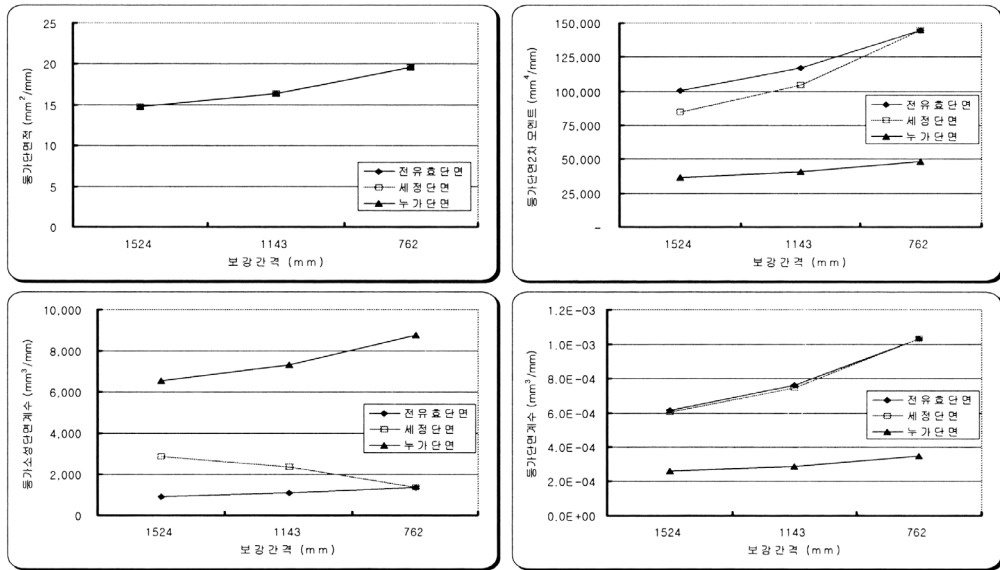 25
20
15
10
5
0
등가단면적 (mm²/mm)
전유효단면
세정단면
누가단면
1524 1143 762
보강간격 (mm)
150,000
125,000
100,000
75,000
50,000
25,000
–
등가단면2차 모멘트 (mm⁴/mm)
전유효단면
세정단면
누가단면
1524 1143 762
보강간격 (mm)
10,000
8,000
6,000
4,000
2,000
0
등가소성단면계수 (mm³/mm)
전유효단면
세정단면
누가단면
1524 1143 762
보강간격 (mm)
1.2E-03
1.0E-03
8.0E-04
6.0E-04
4.0E-04
2.0E-04
0.0E+00
등가단면계수 (mm³/mm)
전유효단면
세정단면
누가단면
1524 1143 762
보강간격 (mm)